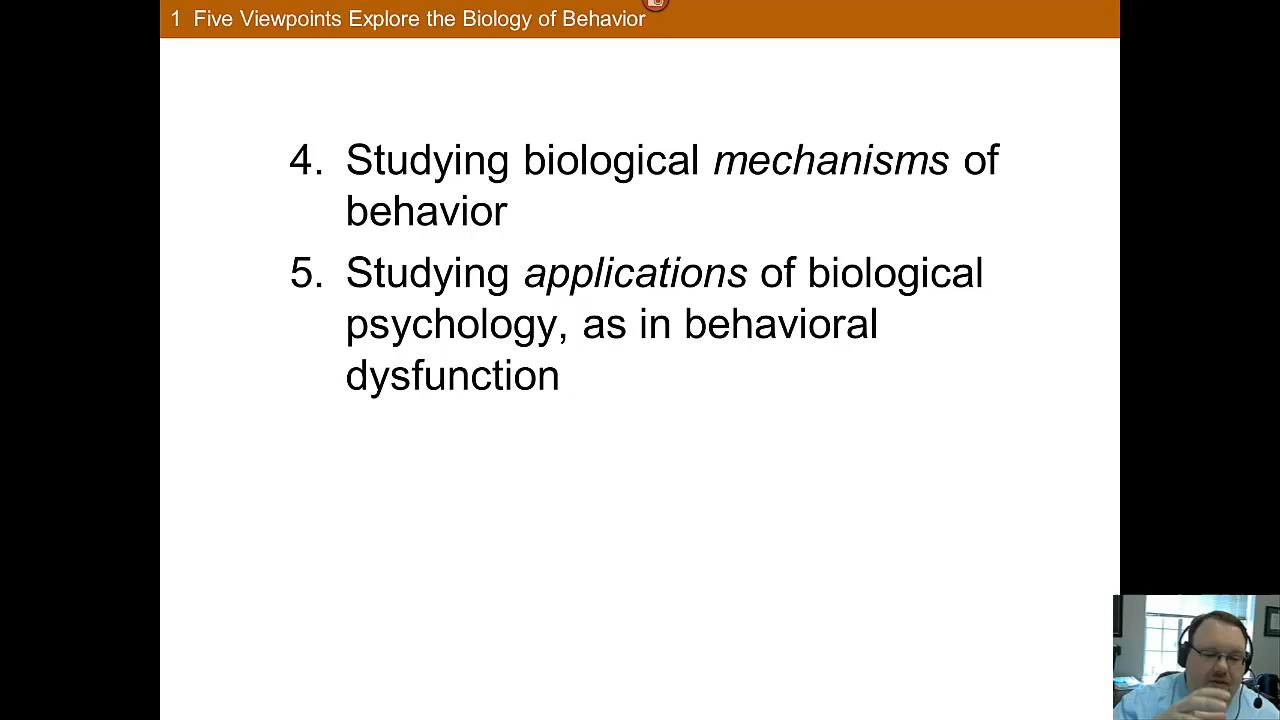 1 Five Viewpoints Explore the Biology of Behavior
4. Studying biological mechanisms of
behavior
5. Studying applications of biological
psychology, as in behavioral
dysfunction